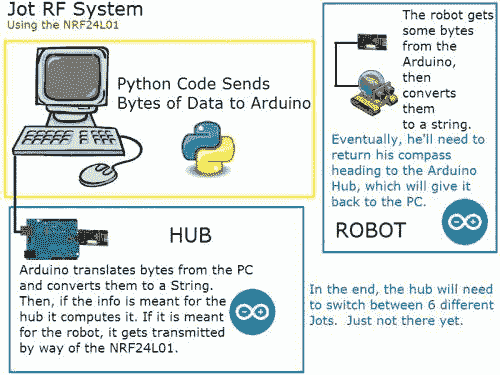 Jot RF System
Using the NRF24L01
Python Code Sends
Bytes of Data to Arduino
HUB
Arduino translates bytes from the PC
and converts them to a String.
Then, if the info is meant for the
hub it computes it. If it is meant
for the robot, it gets transmitted
by way of the NRF24L01.
The robot gets
some bytes
from the
Arduino,
then
converts
them
to a string.
Eventually, he'll need to
return his compass
heading to the Arduino
Hub, which will give it
back to the PC.
ROBOT
In the end, the hub will need
to switch between 6 different
Jots. Just not there yet.